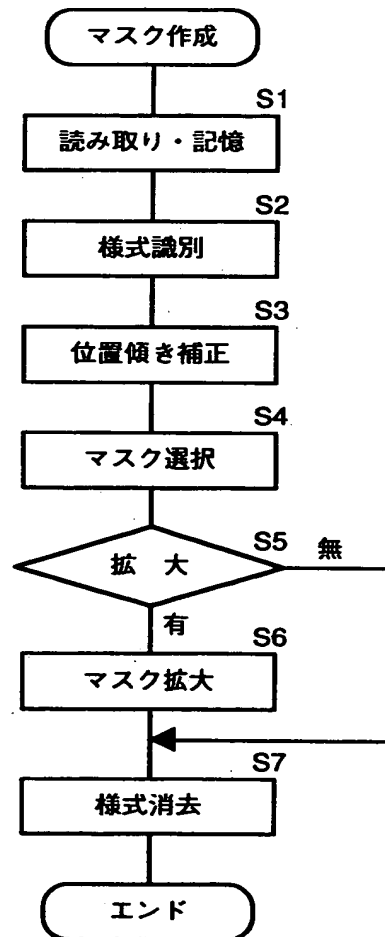 マスク作成
S1
読み取り・記憶
S2
様式識別
S3
位置傾き補正
S4
マスク選択
S5
拡 大
無
有
S6
マスク拡大
S7
様式消去
エンド